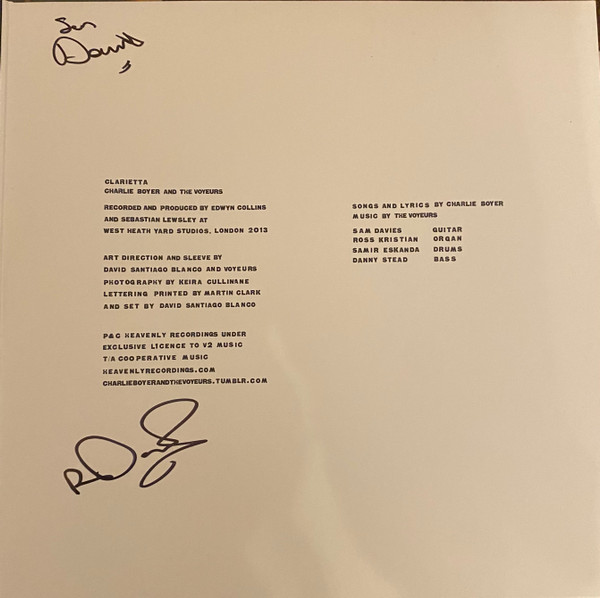 CLARIETTA
CHARLIE BOYER AND THE VOYEURS
RECORDED AND PRODUCED BY EDWYN COLLINS
AND SEBASTIAN LEWSLEY AT
WEST HEATH YARD STUDIOS, LONDON 2013
ART DIRECTION AND SLEEVE BY
DAVID SANTIAGO BLANCO AND VOYEURS
PHOTOGRAPHY BY KEIRA CULLINANE
LETTERING PRINTED BY MARTIN CLARK
AND SET BY DAVID SANTIAGO BLANCO
P&C HEAVENLY RECORDINGS UNDER
EXCLUSIVE LICENCE TO V2 MUSIC
T/A COOPERATIVE MUSIC
HEAVENLYRECORDINGS.COM
CHARLIEBOYERANDTHEVOYEURS.TUMBLR.COM
SONGS AND LYRICS BY CHARLIE BOYER
MUSIC BY THE VOYEURS
SAM DAVIES GUITAR
ROSS KRISTIAN ORGAN
SAMIR ESKANDA DRUMS
DANNY STEAD BASS